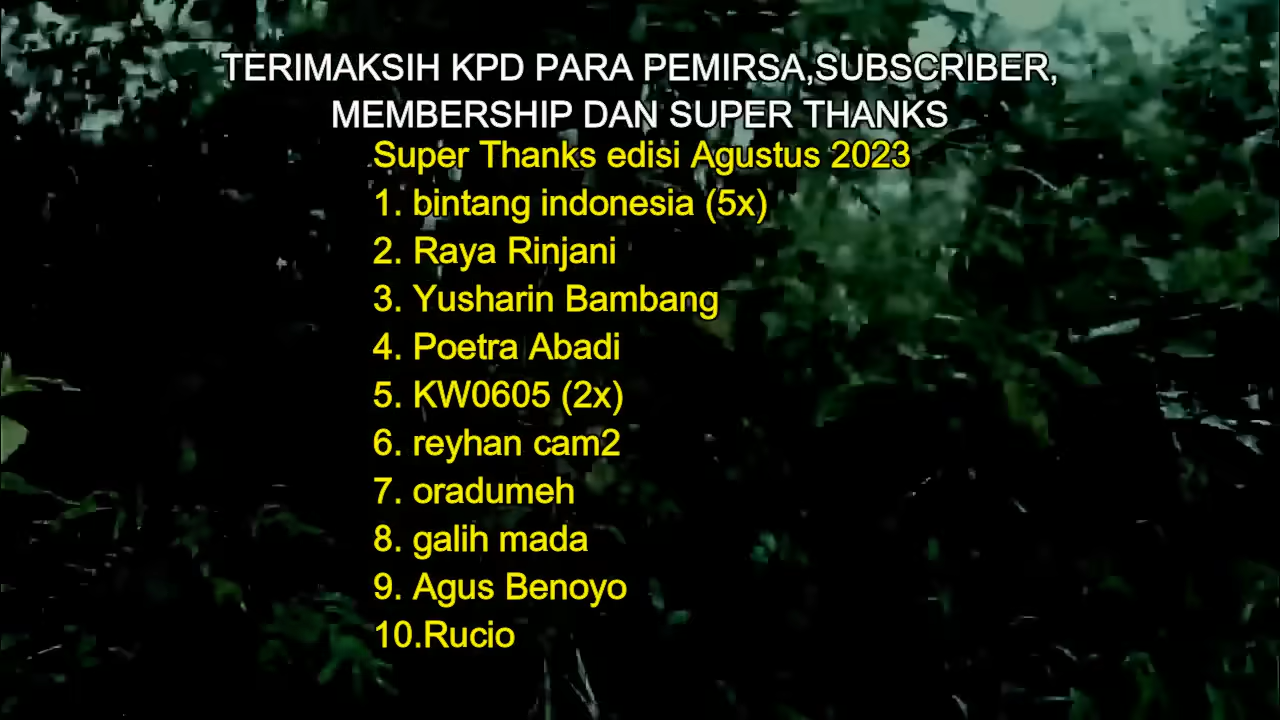 TERIMAKSIH KPD PARA PEMIRSA,SUBSCRIBER,
MEMBERSHIP DAN SUPER THANKS
Super Thanks edisi Agustus 2023
1. bintang indonesia (5x)
2. Raya Rinjani
3. Yusharin Bambang
4. Poetra Abadi
5. KW0605 (2x)
6. reyhan cam2
7. oradumeh
8. galih mada
9. Agus Benoyo
10.Rucio